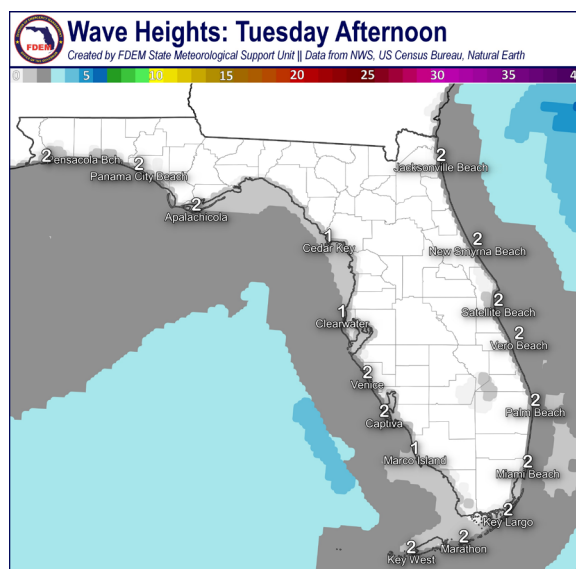 FDEM
Wave Heights: Tuesday Afternoon
Created by FDEM State Meteorological Support Unit || Data from NWS, US Census Bureau, Natural Earth
0 5 10 15 20 25 30 35 4
2
ensacola Bch
2
Panama City Beach
2
Apalachicola
2
Jacksonville Beach
1
Cedar Key
2
New Smyrna Beach
1
Clearwater
2
Satellite Beach
2
Vero Beach
2
Venice
2
Captiva
2
Palm Beach
1
Marco Island
2
Miami Beach
2
Key Largo
2
Marathon
2
Key West